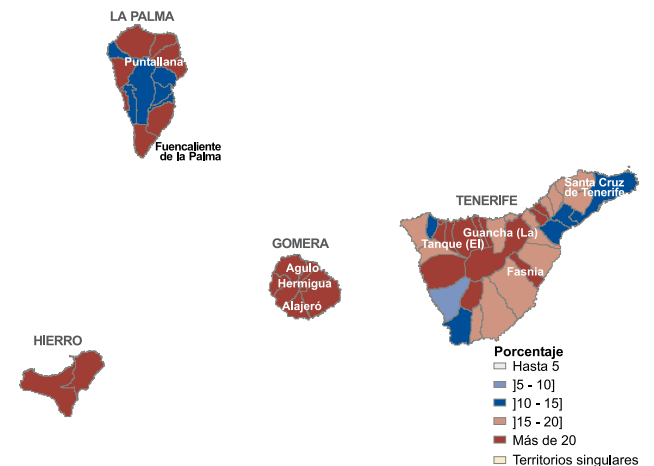 LA PALMA
Puntallana
Fuencaliente
de la Palma
TENERIFE
Santa Cruz
de Tenerife
Guancha (La)
Tanque (El)
Fasnia
GOMERA
Agulo
Hermigua
Alajeró
HIERRO
Porcentaje
Hasta 5
]5 - 10]
]10 - 15]
]15 - 20]
Más de 20
Territorios singulares